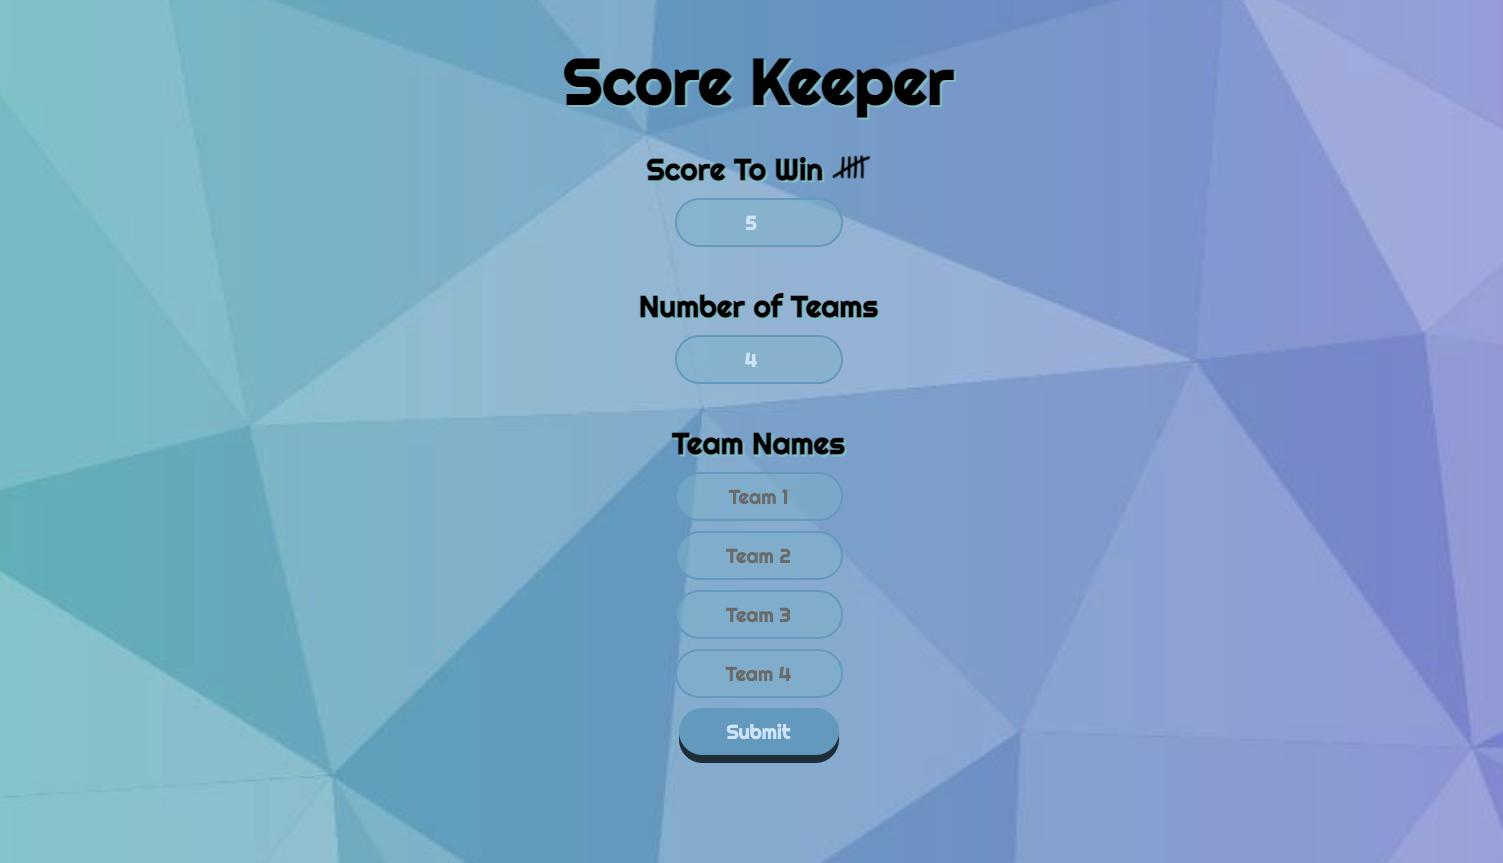 Score Keeper
Score To Win
5
Number of Teams
4
Team Names
Team 1
Team 2
Team 3
Team 4
Submit